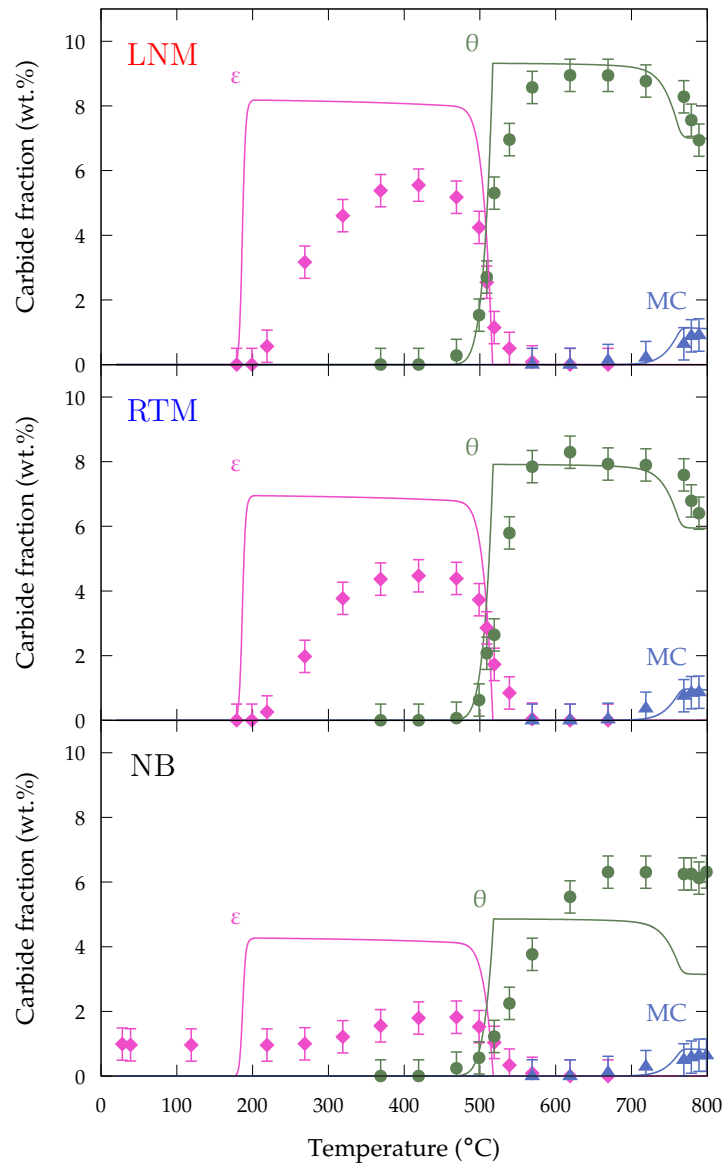 10
8
6
4
2
0
Carbide fraction (wt.%)
LNM
ε
θ
MC
10
8
6
4
2
0
Carbide fraction (wt.%)
RTM
ε
θ
MC
10
8
6
4
2
0
Carbide fraction (wt.%)
NB
ε
θ
MC
0 100 200 300 400 500 600 700 800
Temperature (°C)